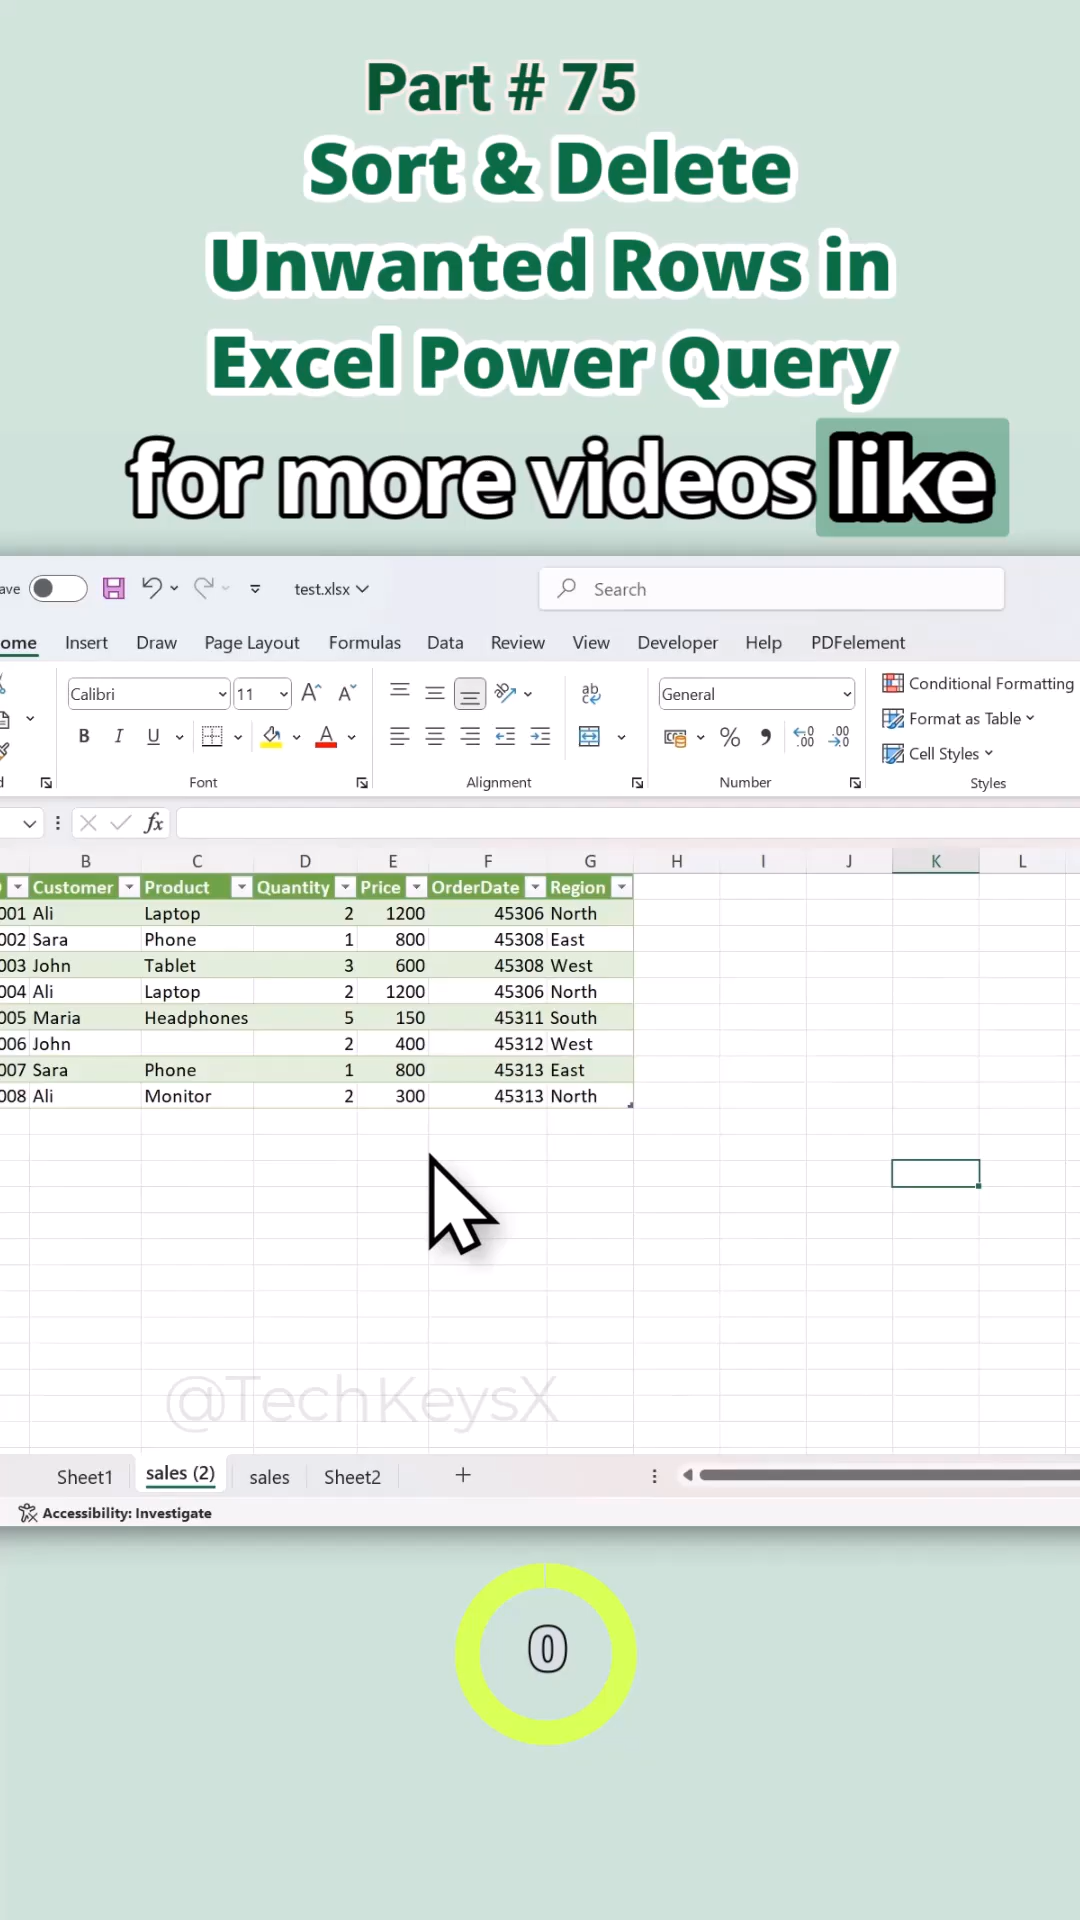 Part # 75
Sort & Delete
Unwanted Rows in
Excel Power Query
for more videos like
ave test.xlsx Search
ome Insert Draw Page Layout Formulas Data Review View Developer Help PDFelement
Calibri 11 General Conditional Formatting
Format as Table
Cell Styles
d Font Alignment Number Styles
fx
B C D E F G H I J K L
D Customer Product Quantity Price OrderDate Region
001 Ali Laptop 2 1200 45306 North
002 Sara Phone 1 800 45308 East
003 John Tablet 3 600 45308 West
004 Ali Laptop 2 1200 45306 North
005 Maria Headphones 5 150 45311 South
006 John 2 400 45312 West
007 Sara Phone 1 800 45313 East
008 Ali Monitor 2 300 45313 North
@TechKeysX
Sheet1 sales (2) sales Sheet2
Accessibility: Investigate
0